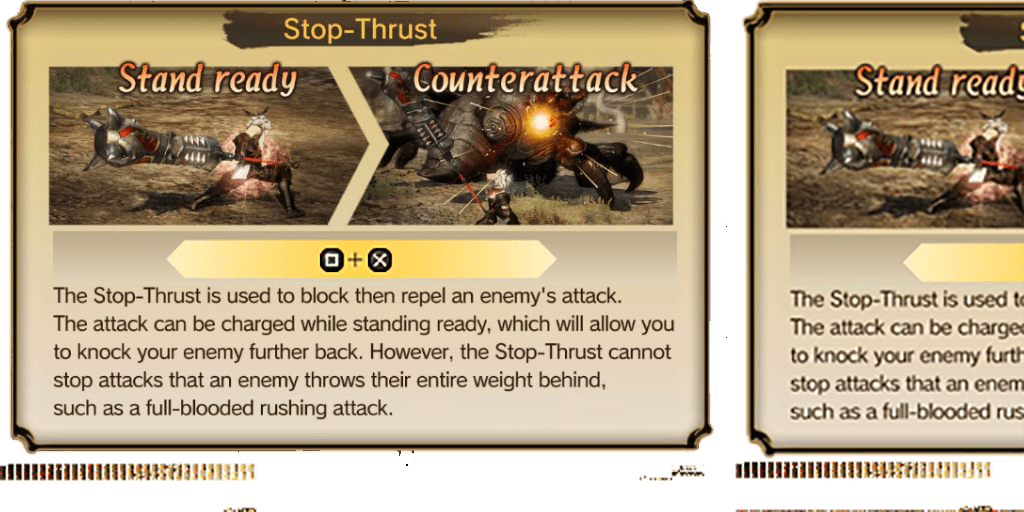 Stop-Thrust
Stand ready
Counterattack
+
The Stop-Thrust is used to block then repel an enemy's attack.
The attack can be charged while standing ready, which will allow you
to knock your enemy further back. However, the Stop-Thrust cannot
stop attacks that an enemy throws their entire weight behind,
such as a full-blooded rushing attack.
Stand ready
The Stop-Thrust is used to
The attack can be charged
to knock your enemy furth
stop attacks that an enem
such as a full-blooded rus